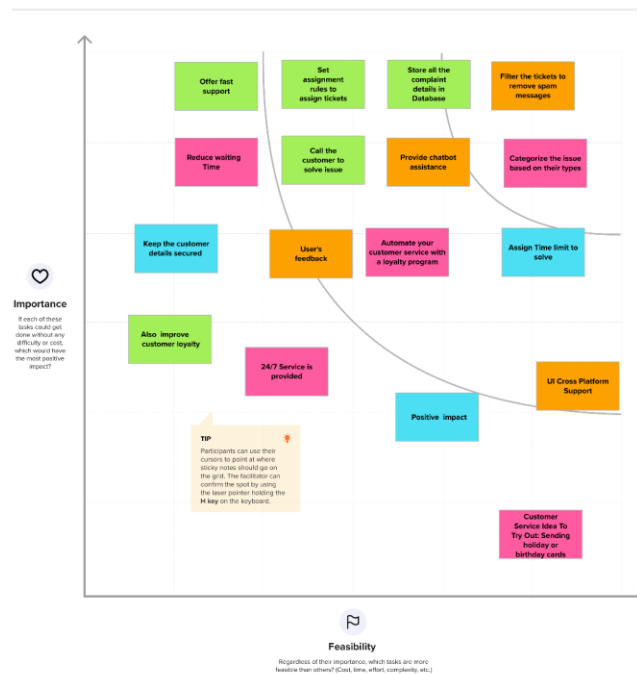 Offer fast
support
Set
assignment
rules to
assign tickets
Store all the
complaint
details in
Database
Filter the tickets to
remove spam
messages
Reduce waiting
Time
Call the
customer to
solve issue
Provide chatbot
assistance
Categorize the issue
based on their types
Keep the customer
details secured
User's
feedback
Automate your
customer service with
a loyalty program
Assign Time limit to
solve
Importance
If each of these
tasks could get
done without any
difficulty or cost,
which would have
the most positive
impact?
Also improve
customer loyalty
24/7 Service is
provided
UI Cross Platform
Support
Positive impact
TIP
Participants can use their
cursors to point at where
sticky notes should go on
the grid. The facilitator can
confirm the spot by using
the laser pointer holding the
H key on the keyboard.
Customer
Service Idea To
Try Out: Sending
holiday or
birthday cards
Feasibility
Regardless of their importance, which tasks are more
feasible than others? (Cost, time, effort, complexity, etc.)